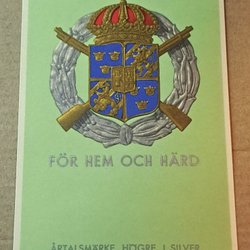 FÖR HEM OCH HÄRD
ÅRTALSMÄRKE HÖGRE I SILVER